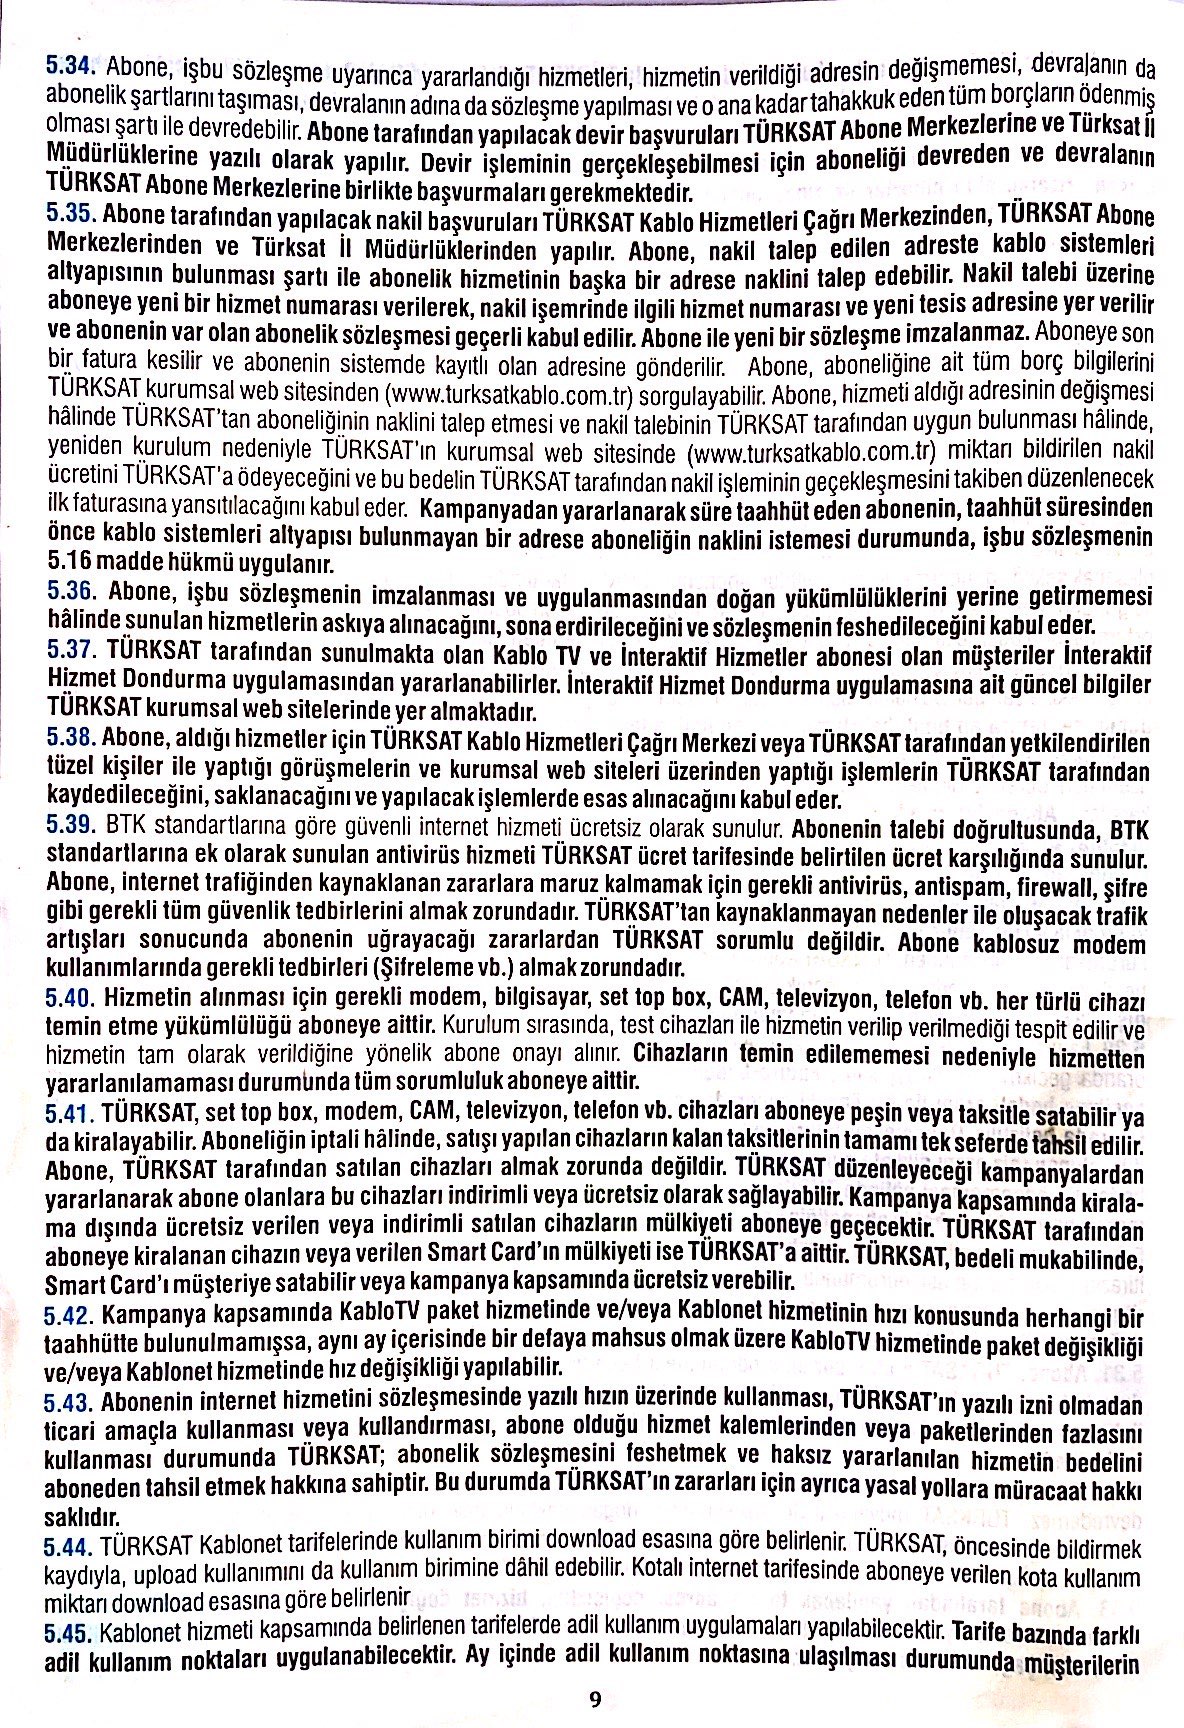 5.34. Abone, işbu sözleşme uyarınca yararlandığı hizmetleri, hizmetin verildiği adresin değişmemesi, devralanın da
abonelik şartlarını taşıması, devralanın adına da sözleşme yapılması ve o ana kadar tahakkuk eden tüm borçların ödenmiş
olması şartı ile devredebilir. Abone tarafından yapılacak devir başvuruları TÜRKSAT Abone Merkezlerine ve Türksat İl
Müdürlüklerine yazılı olarak yapılır. Devir işleminin gerçekleşebilmesi için aboneliği devreden ve devralanın
TÜRKSAT Abone Merkezlerine birlikte başvurmaları gerekmektedir.
5.35. Abone tarafından yapılacak nakil başvuruları TÜRKSAT Kablo Hizmetleri Çağrı Merkezinden, TÜRKSAT Abone
Merkezlerinden ve Türksat İl Müdürlüklerinden yapılır. Abone, nakil talep edilen adreste kablo sistemleri
altyapısının bulunması şartı ile abonelik hizmetinin başka bir adrese naklini talep edebilir. Nakil talebi üzerine
aboneye yeni bir hizmet numarası verilerek, nakil işemrinde ilgili hizmet numarası ve yeni tesis adresine yer verilir
ve abonenin var olan abonelik sözleşmesi geçerli kabul edilir. Abone ile yeni bir sözleşme imzalanmaz. Aboneye son
bir fatura kesilir ve abonenin sistemde kayıtlı olan adresine gönderilir. Abone, aboneliğine ait tüm borç bilgilerini
TÜRKSAT kurumsal web sitesinden (www.turksatkablo.com.tr) sorgulayabilir. Abone, hizmeti aldığı adresinin değişmesi
hâlinde TÜRKSAT'tan aboneliğinin naklini talep etmesi ve nakil talebinin TÜRKSAT tarafından uygun bulunması hâlinde,
yeniden kurulum nedeniyle TÜRKSAT'ın kurumsal web sitesinde (www.turksatkablo.com.tr) miktarı bildirilen nakil
ücretini TÜRKSAT'a ödeyeceğini ve bu bedelin TÜRKSAT tarafından nakil işleminin geçekleşmesini takiben düzenlenecek
ilk faturasına yansıtılacağını kabul eder. Kampanyadan yararlanarak süre taahhüt eden abonenin, taahhüt süresinden
önce kablo sistemleri altyapısı bulunmayan bir adrese aboneliğin naklini istemesi durumunda, işbu sözleşmenin
5.16 madde hükmü uygulanır.
5.36. Abone, işbu sözleşmenin imzalanması ve uygulanmasından doğan yükümlülüklerini yerine getirmemesi
hâlinde sunulan hizmetlerin askıya alınacağını, sona erdirileceğini ve sözleşmenin feshedileceğini kabul eder.
5.37. TÜRKSAT tarafından sunulmakta olan Kablo TV ve İnteraktif Hizmetler abonesi olan müşteriler İnteraktif
Hizmet Dondurma uygulamasından yararlanabilirler. İnteraktif Hizmet Dondurma uygulamasına ait güncel bilgiler
TÜRKSAT kurumsal web sitelerinde yer almaktadır.
5.38. Abone, aldığı hizmetler için TÜRKSAT Kablo Hizmetleri Çağrı Merkezi veya TÜRKSAT tarafından yetkilendirilen
tüzel kişiler ile yaptığı görüşmelerin ve kurumsal web siteleri üzerinden yaptığı işlemlerin TÜRKSAT tarafından
kaydedileceğini, saklanacağını ve yapılacak işlemlerde esas alınacağını kabul eder.
5.39. BTK standartlarına göre güvenli internet hizmeti ücretsiz olarak sunulur. Abonenin talebi doğrultusunda, BTK
standartlarına ek olarak sunulan antivirüs hizmeti TÜRKSAT ücret tarifesinde belirtilen ücret karşılığında sunulur.
Abone, internet trafiğinden kaynaklanan zararlara maruz kalmamak için gerekli antivirüs, antispam, firewall, şifre
gibi gerekli tüm güvenlik tedbirlerini almak zorundadır. TÜRKSAT'tan kaynaklanmayan nedenler ile oluşacak trafik
artışları sonucunda abonenin uğrayacağı zararlardan TÜRKSAT sorumlu değildir. Abone kablosuz modem
kullanımlarında gerekli tedbirleri (Şifreleme vb.) almak zorundadır.
5.40. Hizmetin alınması için gerekli modem, bilgisayar, set top box, CAM, televizyon, telefon vb. her türlü cihazı
temin etme yükümlülüğü aboneye aittir. Kurulum sırasında, test cihazları ile hizmetin verilip verilmediği tespit edilir ve
hizmetin tam olarak verildiğine yönelik abone onayı alınır. Cihazların temin edilememesi nedeniyle hizmetten
yararlanılamaması durumunda tüm sorumluluk aboneye aittir.
5.41. TÜRKSAT, set top box, modem, CAM, televizyon, telefon vb. cihazları aboneye peşin veya taksitle satabilir ya
da kiralayabilir. Aboneliğin iptali hâlinde, satışı yapılan cihazların kalan taksitlerinin tamamı tek seferde tahsil edilir.
Abone, TÜRKSAT tarafından satılan cihazları almak zorunda değildir. TÜRKSAT düzenleyeceği kampanyalardan
yararlanarak abone olanlara bu cihazları indirimli veya ücretsiz olarak sağlayabilir. Kampanya kapsamında kirala-
ma dışında ücretsiz verilen veya indirimli satılan cihazların mülkiyeti aboneye geçecektir. TÜRKSAT tarafından
aboneye kiralanan cihazın veya verilen Smart Card'ın mülkiyeti ise TÜRKSAT'a aittir. TÜRKSAT, bedeli mukabilinde,
Smart Card'ı müşteriye satabilir veya kampanya kapsamında ücretsiz verebilir.
5.42. Kampanya kapsamında KabloTV paket hizmetinde ve/veya Kablonet hizmetinin hızı konusunda herhangi bir
taahhütte bulunulmamışsa, aynı ay içerisinde bir defaya mahsus olmak üzere KabloTV hizmetinde paket değişikliği
ve/veya Kablonet hizmetinde hız değişikliği yapılabilir.
5.43. Abonenin internet hizmetini sözleşmesinde yazılı hızın üzerinde kullanması, TÜRKSAT'ın yazılı izni olmadan
ticari amaçla kullanması veya kullandırması, abone olduğu hizmet kalemlerinden veya paketlerinden fazlasını
kullanması durumunda TÜRKSAT; abonelik sözleşmesini feshetmek ve haksız yararlanılan hizmetin bedelini
aboneden tahsil etmek hakkına sahiptir. Bu durumda TÜRKSAT'ın zararları için ayrıca yasal yollara müracaat hakkı
saklıdır.
5.44. TÜRKSAT Kablonet tarifelerinde kullanım birimi download esasına göre belirlenir. TÜRKSAT, öncesinde bildirmek
kaydıyla, upload kullanımını da kullanım birimine dâhil edebilir. Kotalı internet tarifesinde aboneye verilen kota kullanım
miktarı download esasına göre belirlenir
5.45. Kablonet hizmeti kapsamında belirlenen tarifelerde adil kullanım uygulamaları yapılabilecektir. Tarife bazında farklı
adil kullanım noktaları uygulanabilecektir. Ay içinde adil kullanım noktasına ulaşılması durumunda müşterilerin
9